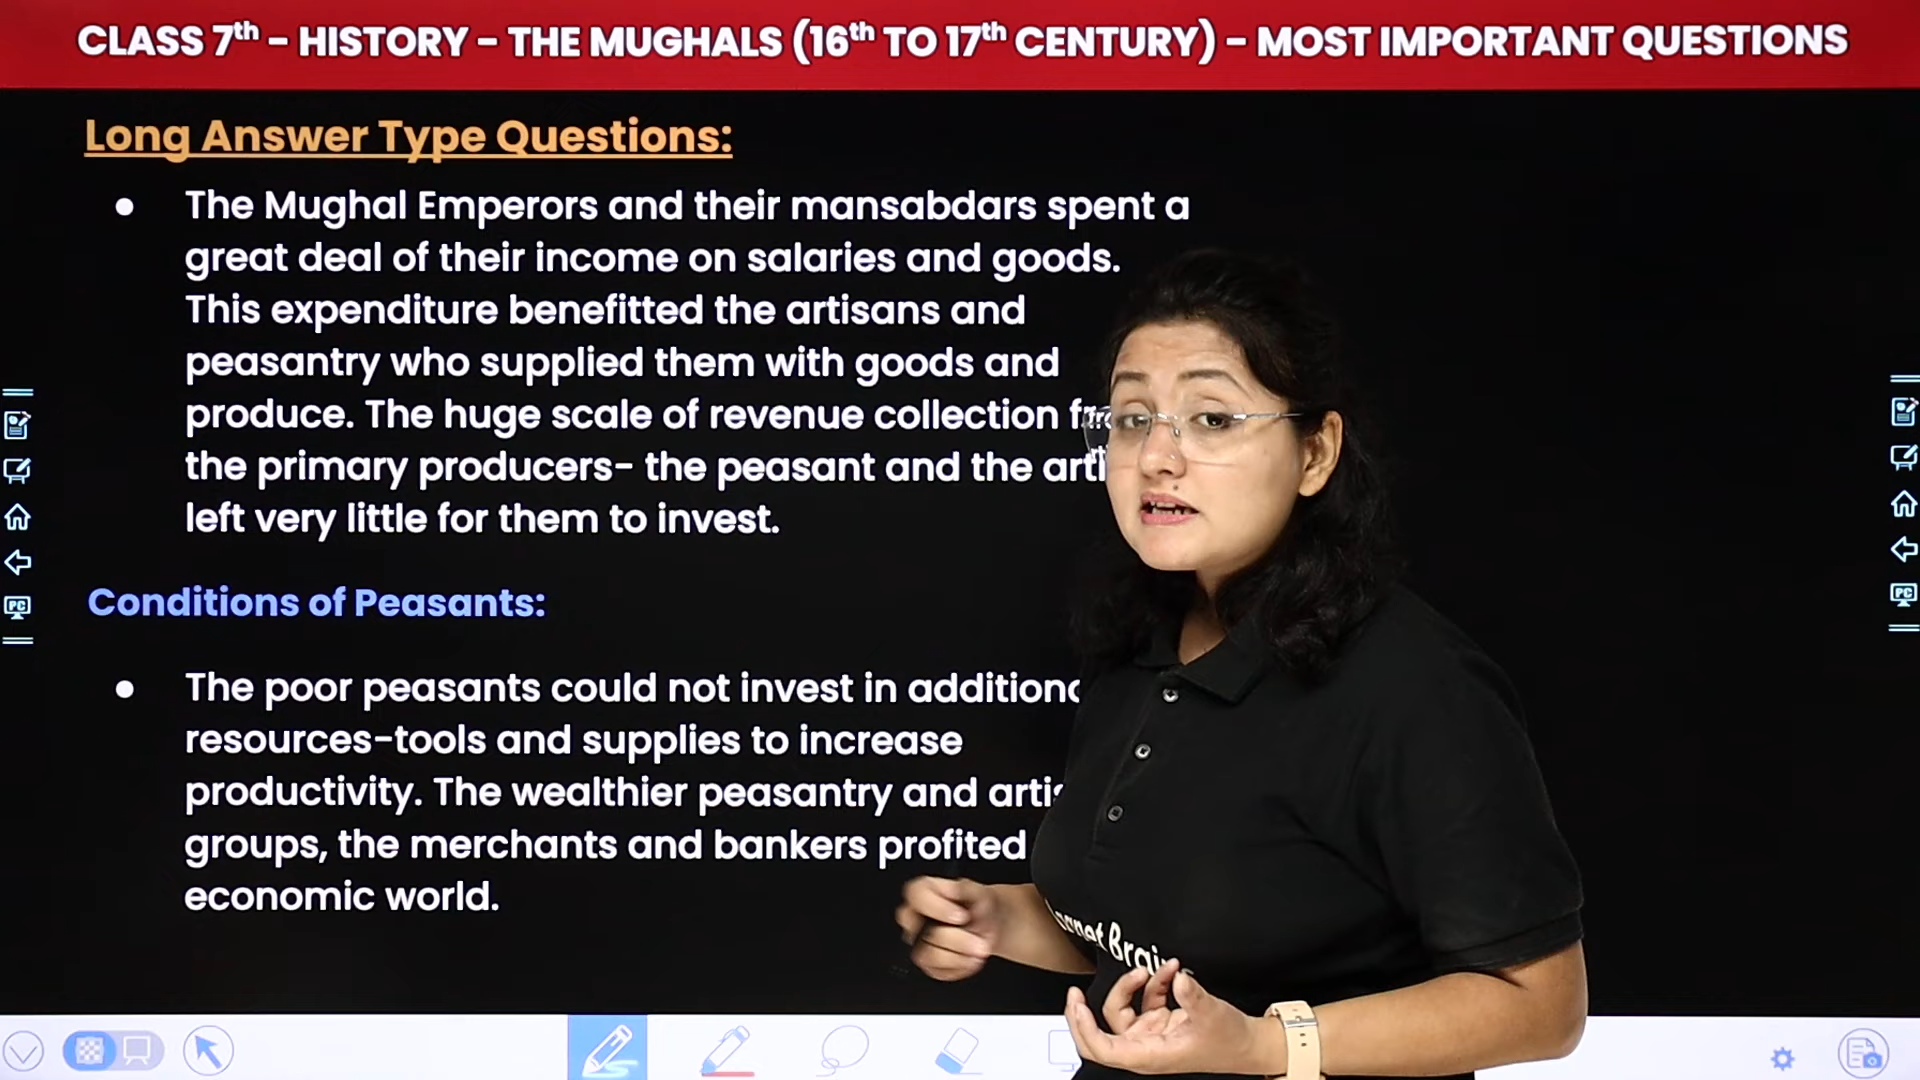 CLASS 7th - HISTORY - THE MUGHALS (16th TO 17th CENTURY) - MOST IMPORTANT QUESTIONS
Long Answer Type Questions:
● The Mughal Emperors and their mansabdars spent a
great deal of their income on salaries and goods.
This expenditure benefitted the artisans and
peasantry who supplied them with goods and
produce. The huge scale of revenue collection
the primary producers- the peasant and the
left very little for them to invest.
Conditions of Peasants:
● The poor peasants could not invest in
resources-tools and supplies to increase
productivity. The wealthier peasantry and
groups, the merchants and bankers profited
economic world.
PC
PC